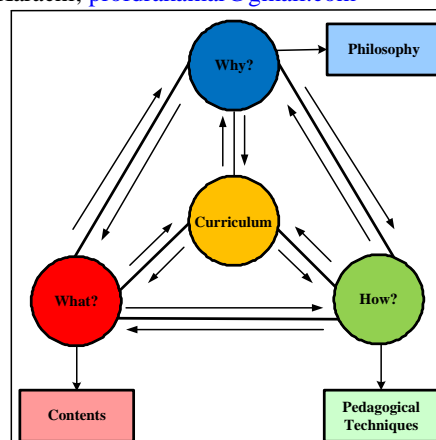 Why?
Philosophy
Curriculum
What?
How?
Contents
Pedagogical
Techniques